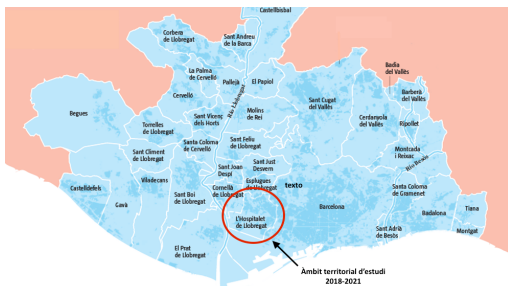 Castellbisbal
Corbera
de Llobregat
Sant Andreu
de la Barca
La Palma
de Cervelló
Pallejà
El Papiol
Badia
del Vallès
Cervelló
Riu Llobregat
Begues
Sant Vicenç
dels Horts
Molins
de Rei
Sant Cugat
del Vallès
Barberà
del Vallès
Cerdanyola
del Vallès
Ripollet
Torrelles
de Llobregat
Santa Coloma
de Cervelló
Sant Feliu
de Llobregat
Montcada
i Reixac
Riu Besòs
Sant Climent
de Llobregat
Sant Joan
Despí
Sant Just
Desvern
Castelldefels
Viladecans
Cornellà
de Llobregat
Esplugues
de Llobregat
texto
Santa Coloma
de Gramenet
Gavà
Sant Boi
de Llobregat
L'Hospitalet
de Llobregat
Barcelona
Badalona
Tiana
El Prat
de Llobregat
Sant Adrià
de Besòs
Montgat
Àmbit territorial d'estudi
2018-2021